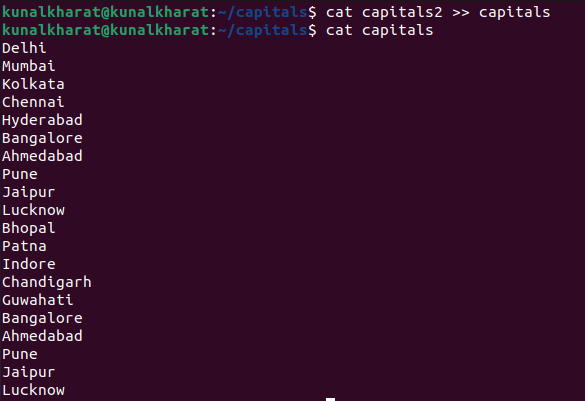 kunalkharat@kunalkharat:~/capitals$ cat capitals2 >> capitals
kunalkharat@kunalkharat:~/capitals$ cat capitals
Delhi
Mumbai
Kolkata
Chennai
Hyderabad
Bangalore
Ahmedabad
Pune
Jaipur
Lucknow
Bhopal
Patna
Indore
Chandigarh
Guwahati
Bangalore
Ahmedabad
Pune
Jaipur
Lucknow